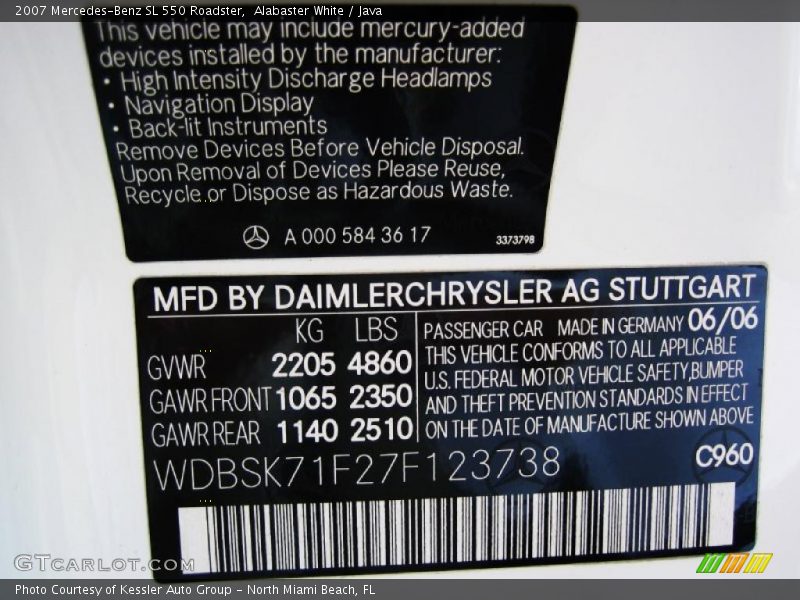 2007 Mercedes-Benz SL 550 Roadster,  Alabaster White / Java
This vehicle may include mercury-added
devices installed by the manufacturer:
• High Intensity Discharge Headlamps
• Navigation Display
• Back-lit Instruments
Remove Devices Before Vehicle Disposal.
Upon Removal of Devices Please Reuse,
Recycle or Dispose as Hazardous Waste.
A 000 584 36 17
3373798
MFD BY DAIMLERCHRYSLER AG STUTTGART
KG LBS
GVWR 2205 4860
GAWR FRONT 1065 2350
GAWR REAR 1140 2510
PASSENGER CAR MADE IN GERMANY 06/06
THIS VEHICLE CONFORMS TO ALL APPLICABLE
U.S. FEDERAL MOTOR VEHICLE SAFETY,BUMPER
AND THEFT PREVENTION STANDARDS IN EFFECT
ON THE DATE OF MANUFACTURE SHOWN ABOVE
WDBSK71F27F123738
C960
GTcarlot.com
Photo Courtesy of Kessler Auto Group - North Miami Beach, FL